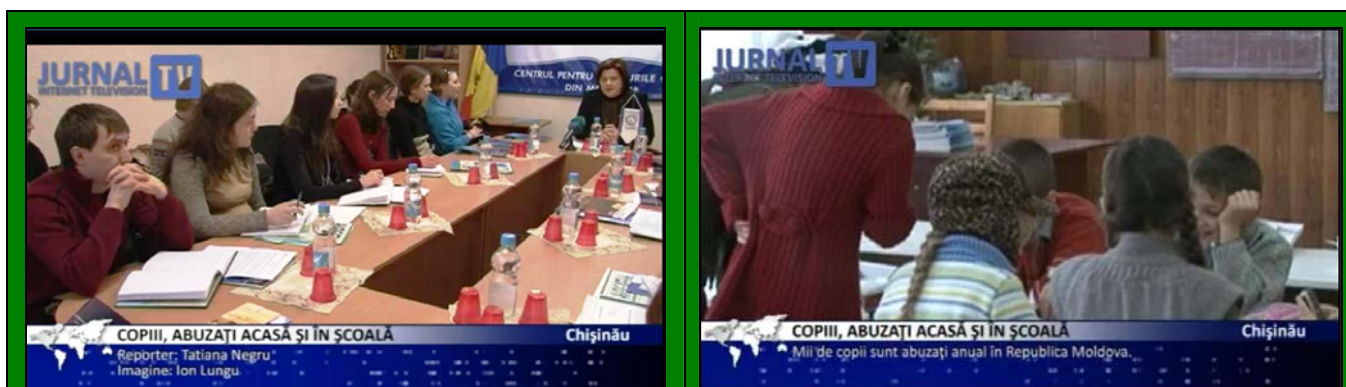 JURNAL TV
INTERNET TELEVISION
CENTRUL PENTRU
DIN
COPIII, ABUZAȚI ACASĂ ȘI ÎN ȘCOALĂ
Chișinău
Reporter: Tatiana Negru
Imagine: Ion Lungu
JURNAL TV
INTERNET TELEVISION
COPIII, ABUZAȚI ACASĂ ȘI ÎN ȘCOALĂ
Chișinău
Mii de copii sunt abuzați anual în Republica Moldova.